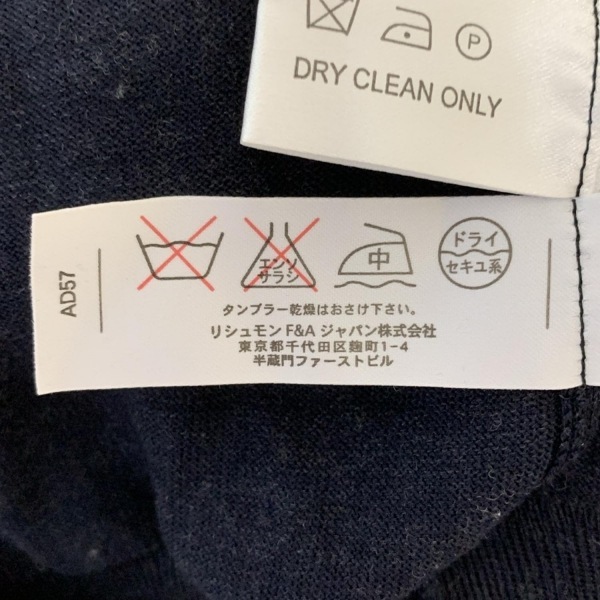 P
DRY CLEAN ONLY
エンソ
サラシ
中
ドライ
セキユ系
AD57
タンブラー乾燥はおさけ下さい。
リシュモン F&A ジャパン株式会社
東京都千代田区麹町1-4
半蔵門ファーストビル